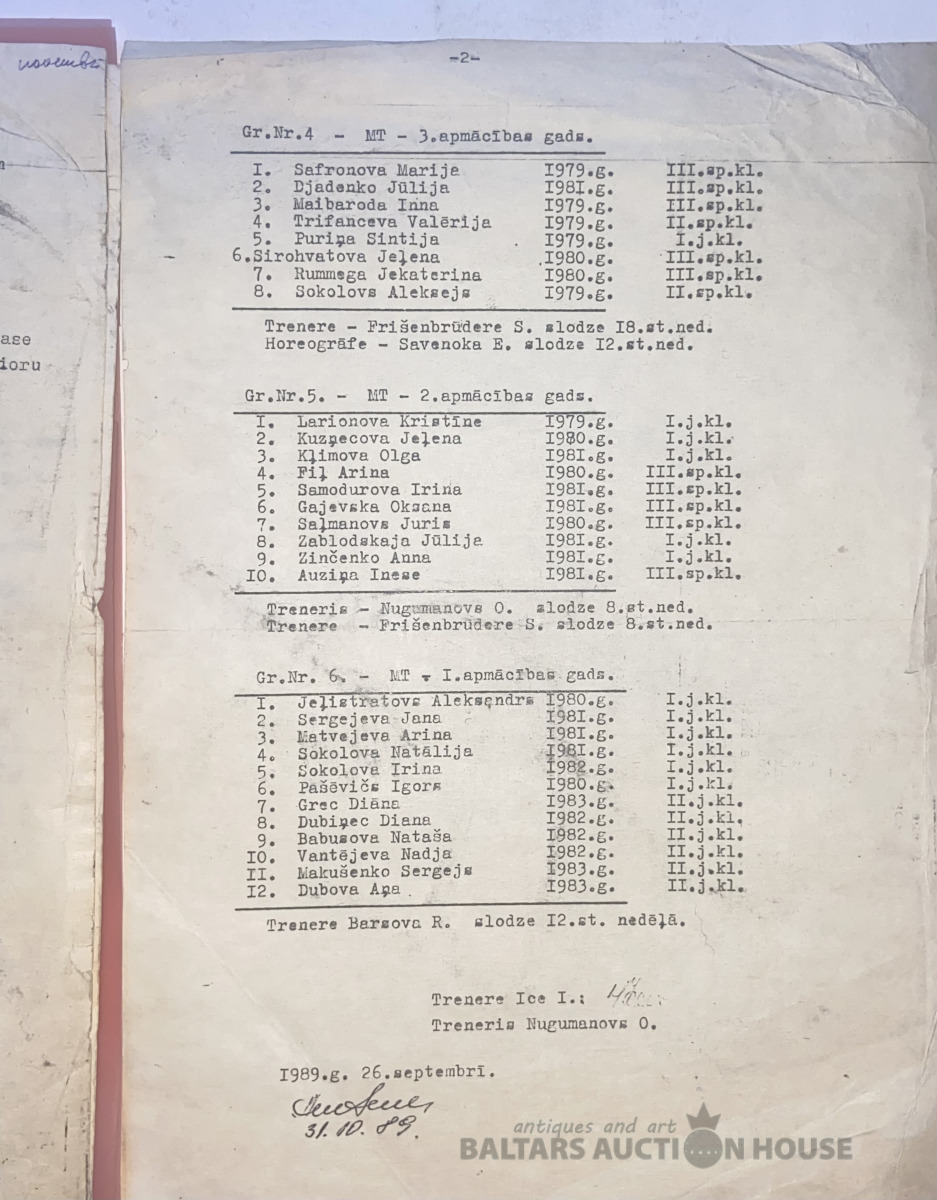 novembrī
-2-
ase
ioru
Gr.Nr.4 - MT - 3.apmācības gads.
I. Safronova Marije I979.g. III.sp.kl.
2. Djadenko Jūlija I98I.g. III.sp.kl.
3. Maibaroda Inna I979.g. III.sp.kl.
4. Trifanceva Valērija I979.g. II.sp.kl.
5. Puriņa Sintija I979.g. I.j.kl.
6.Sirohvatova Jeļena I980.g. III.sp.kl.
7. Rummega Jekaterina I980.g. III.sp.kl.
8. Sokolovs Aleksejs I979.g. II.sp.kl.
Trenere - Frišenbrūdere S. slodze I8.st.ned.
Horeogrāfe - Savenoka E. slodze I2.st.ned.
Gr.Nr.5. - MT - 2.apmācības gads.
I. Larionova Kristīne I979.g. I.j.kl.
2. Kuzņecova Jeļena I980.g. I.j.kl.
3. Kļimova Olga I98I.g. I.j.kl.
4. Fiļ Arina I980.g. III.sp.kl.
5. Samodurova Irina I98I.g. III.sp.kl.
6. Gajevska Oksana I98I.g. III.sp.kl.
7. Saļmanovs Juris I980.g. III.sp.kl.
8. Zablodskaja Jūlija I98I.g. I.j.kl.
9. Zinčenko Anna I98I.g. I.j.kl.
IO. Auziņa Inese I98I.g. III.sp.kl.
Treneris - Nugumanovs O. slodze 8.st.ned.
Trenere - Frišenbrūdere S. slodze 8.st.ned.
Gr.Nr. 6. - MT - I.apmācības gads.
I. Jeļistratovs Aleksandrs I980.g. I.j.kl.
2. Sergejeva Jana I98I.g. I.j.kl.
3. Matvejeva Arina I98I.g. I.j.kl.
4. Sokolova Natālija I98I.g. I.j.kl.
5. Sokolova Irina I982.g. I.j.kl.
6. Paševičs Igors I980.g. I.j.kl.
7. Grec Diāna I983.g. II.j.kl.
8. Dubiņec Diana I982.g. II.j.kl.
9. Babusova Nataša I982.g. II.j.kl.
IO. Vantējeva Nadja I982.g. II.j.kl.
II. Makušenko Sergejs I983.g. II.j.kl.
I2. Dubova Aņa I983.g. II.j.kl.
Trenere Barsova R. slodze I2.st. nedēļā.
Trenere Ice I.:
Treneris Nugumanovs O.
I989.g. 26.septembrī.
31.10.89.
antiques and art
BALTARS AUCTION HOUSE